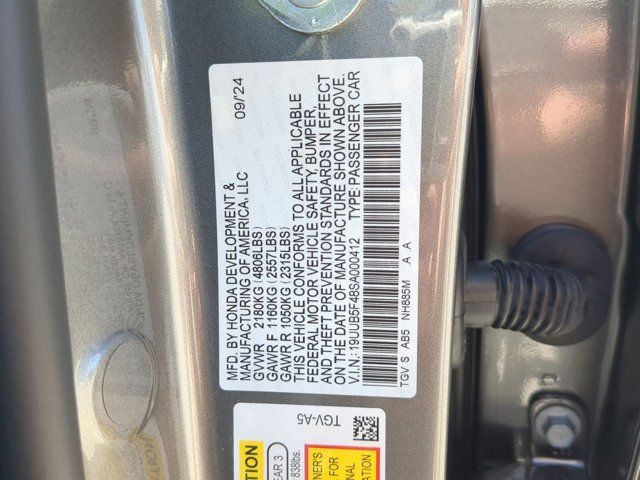 MFD. BY HONDA DEVELOPMENT & 09/24
MANUFACTURING OF AMERICA, LLC
GVWR 2180KG (4806LBS)
GAWR F 1160KG (2557LBS)
GAWR R 1050KG (2315LBS)
THIS VEHICLE CONFORMS TO ALL APPLICABLE
FEDERAL MOTOR VEHICLE SAFETY, BUMPER,
AND THEFT PREVENTION STANDARDS IN EFFECT
ON THE DATE OF MANUFACTURE SHOWN ABOVE.
V.I.N.: 19UUB5F48SA000412 TYPE: PASSENGER CAR
TGV S AB5 NH885M A A
TGV-A5
838lbs.